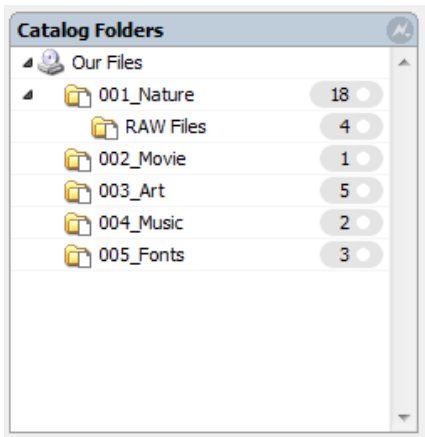 Catalog Folders
Our Files
001_Nature 18
RAW Files 4
002_Movie 1
003_Art 5
004_Music 2
005_Fonts 3